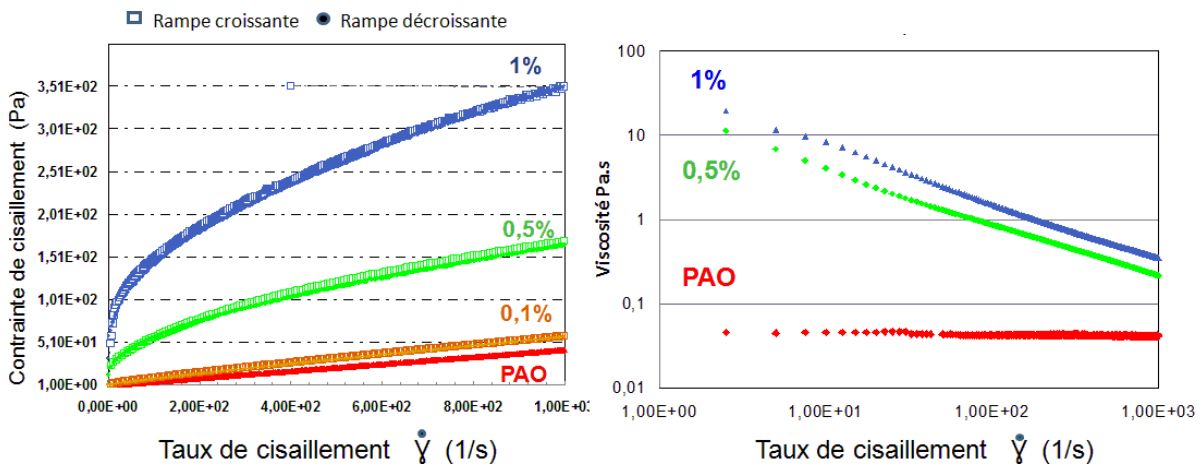 Rampe croissante Rampe décroissante
Contrainte de cisaillement (Pa)
3,51E+02
3,01E+02
2,51E+02
2,01E+02
1,51E+02
1,01E+02
5,10E+01
1,00E+00
1%
0,5%
0,1%
PAO
0,00E+00 2,00E+02 4,00E+02 6,00E+02 8,00E+02 1,00E+0
Taux de cisaillement γ̇ (1/s)
Viscosité Pa.s
100
10
1
0,1
0,01
1%
0,5%
PAO
1,00E+00 1,00E+01 1,00E+02 1,00E+03
Taux de cisaillement γ̇ (1/s)